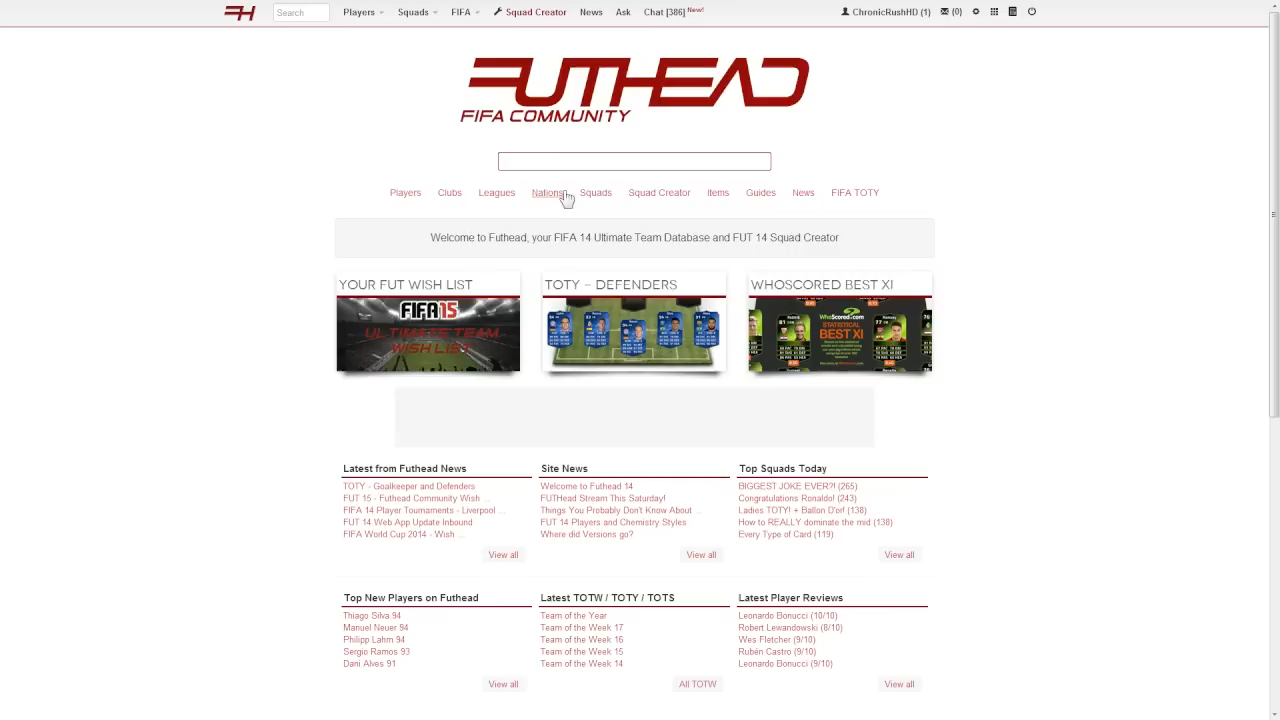 Search
Players
Squads
FIFA
Squad Creator
News
Ask
Chat [386] New!
ChronicRushHD (1)
(0)
FUTHEAD
FIFA COMMUNITY
Players
Clubs
Leagues
Nations
Squads
Squad Creator
Items
Guides
News
FIFA TOTY
Welcome to Futhead, your FIFA 14 Ultimate Team Database and FUT 14 Squad Creator
YOUR FUT WISH LIST
FIFA15
ULTIMATE TEAM
WISH LIST
TOTY – DEFENDERS
WHOSCORED BEST XI
WhoScored.com
STATISTICAL
BEST XI
Latest from Futhead News
TOTY - Goalkeeper and Defenders
FUT 15 - Futhead Community Wish ...
FIFA 14 Player Tournaments - Liverpool ...
FUT 14 Web App Update Inbound
FIFA World Cup 2014 - Wish ...
View all
Site News
Welcome to Futhead 14
FUTHead Stream This Saturday!
Things You Probably Don't Know About ...
FUT 14 Players and Chemistry Styles
Where did Versions go?
View all
Top Squads Today
BIGGEST JOKE EVER?! (265)
Congratulations Ronaldo! (243)
Ladies TOTY! + Ballon D'or! (138)
How to REALLY dominate the mid (138)
Every Type of Card (119)
View all
Top New Players on Futhead
Thiago Silva 94
Manuel Neuer 94
Philipp Lahm 94
Sergio Ramos 93
Dani Alves 91
View all
Latest TOTW / TOTY / TOTS
Team of the Year
Team of the Week 17
Team of the Week 16
Team of the Week 15
Team of the Week 14
All TOTW
Latest Player Reviews
Leonardo Bonucci (10/10)
Robert Lewandowski (8/10)
Wes Fletcher (9/10)
Rubén Castro (9/10)
Leonardo Bonucci (9/10)
View all